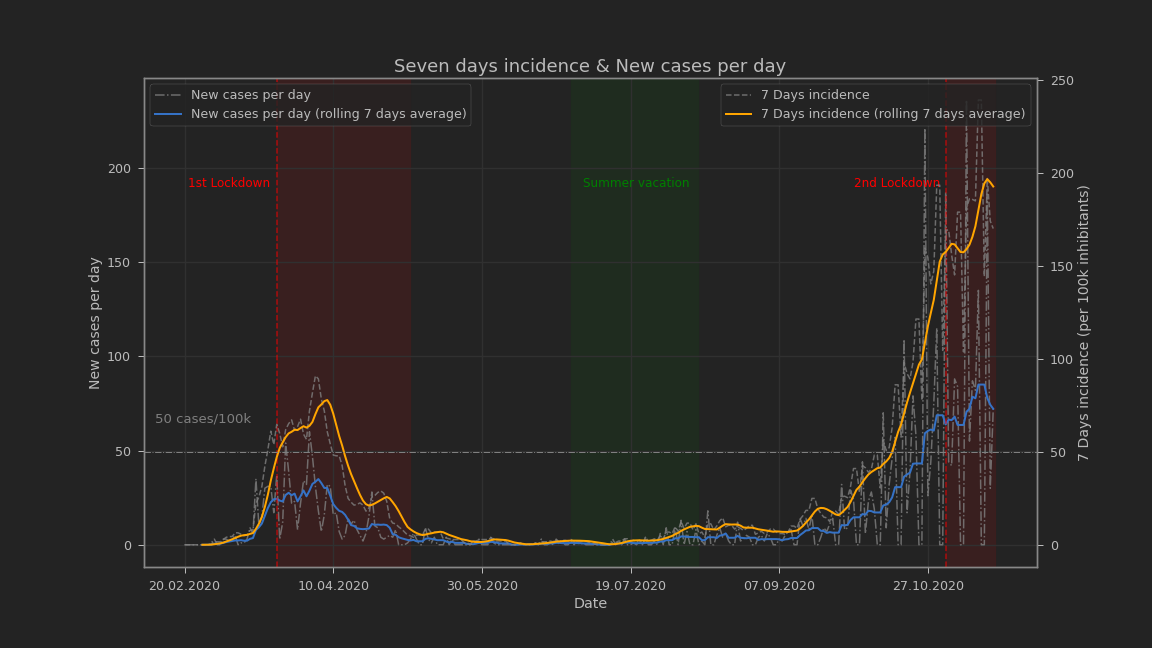 Seven days incidence & New cases per day
New cases per day
New cases per day (rolling 7 days average)
7 Days incidence
7 Days incidence (rolling 7 days average)
1st Lockdown
Summer vacation
2nd Lockdown
50 cases/100k
New cases per day
200
150
100
50
0
250
200
150
100
50
0
7 Days incidence (per 100k inhibitants)
20.02.2020
10.04.2020
30.05.2020
19.07.2020
07.09.2020
27.10.2020
Date